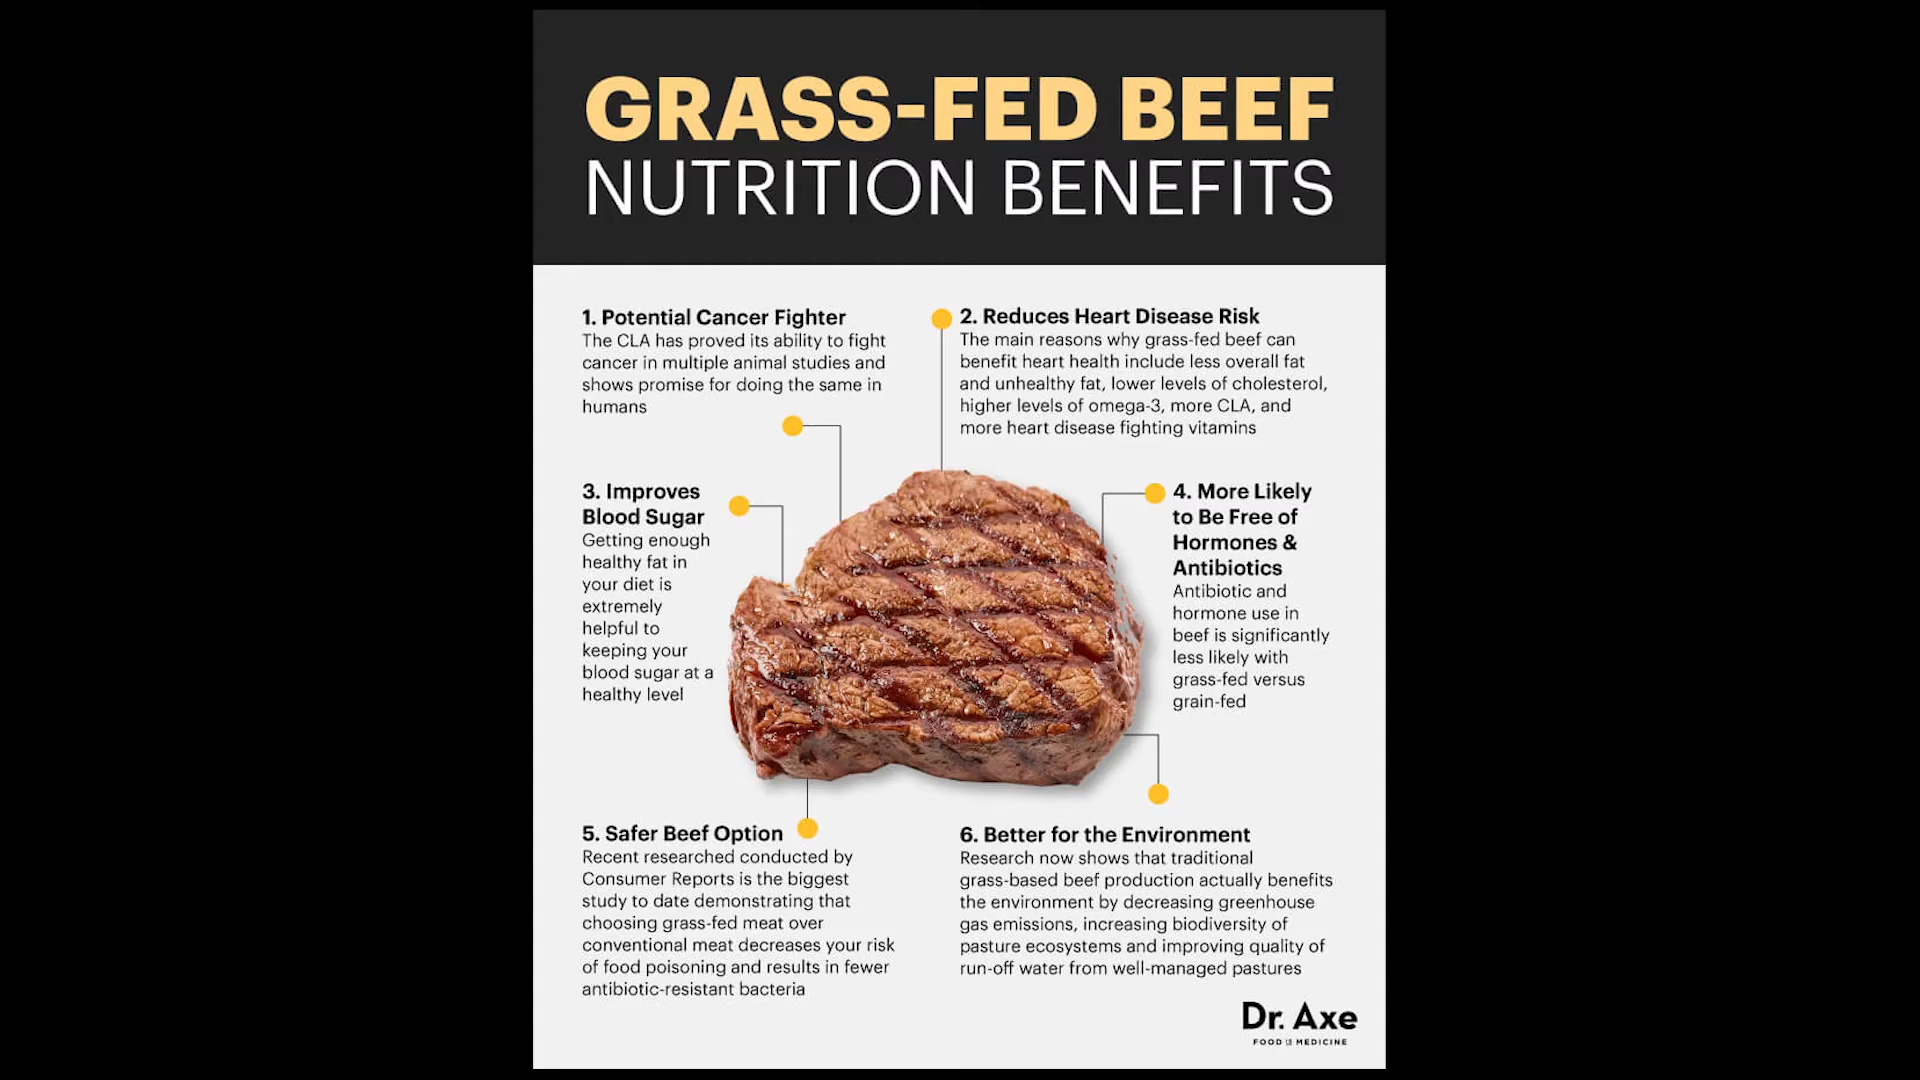 GRASS-FED BEEF
NUTRITION BENEFITS
1. Potential Cancer Fighter
The CLA has proved its ability to fight
cancer in multiple animal studies and
shows promise for doing the same in
humans
2. Reduces Heart Disease Risk
The main reasons why grass-fed beef can
benefit heart health include less overall fat
and unhealthy fat, lower levels of cholesterol,
higher levels of omega-3, more CLA, and
more heart disease fighting vitamins
3. Improves
Blood Sugar
Getting enough
healthy fat in
your diet is
extremely
helpful to
keeping your
blood sugar at a
healthy level
4. More Likely
to Be Free of
Hormones &
Antibiotics
Antibiotic and
hormone use in
beef is significantly
less likely with
grass-fed versus
grain-fed
5. Safer Beef Option
Recent researched conducted by
Consumer Reports is the biggest
study to date demonstrating that
choosing grass-fed meat over
conventional meat decreases your risk
of food poisoning and results in fewer
antibiotic-resistant bacteria
6. Better for the Environment
Research now shows that traditional
grass-based beef production actually benefits
the environment by decreasing greenhouse
gas emissions, increasing biodiversity of
pasture ecosystems and improving quality of
run-off water from well-managed pastures
Dr. Axe
FOOD IS MEDICINE